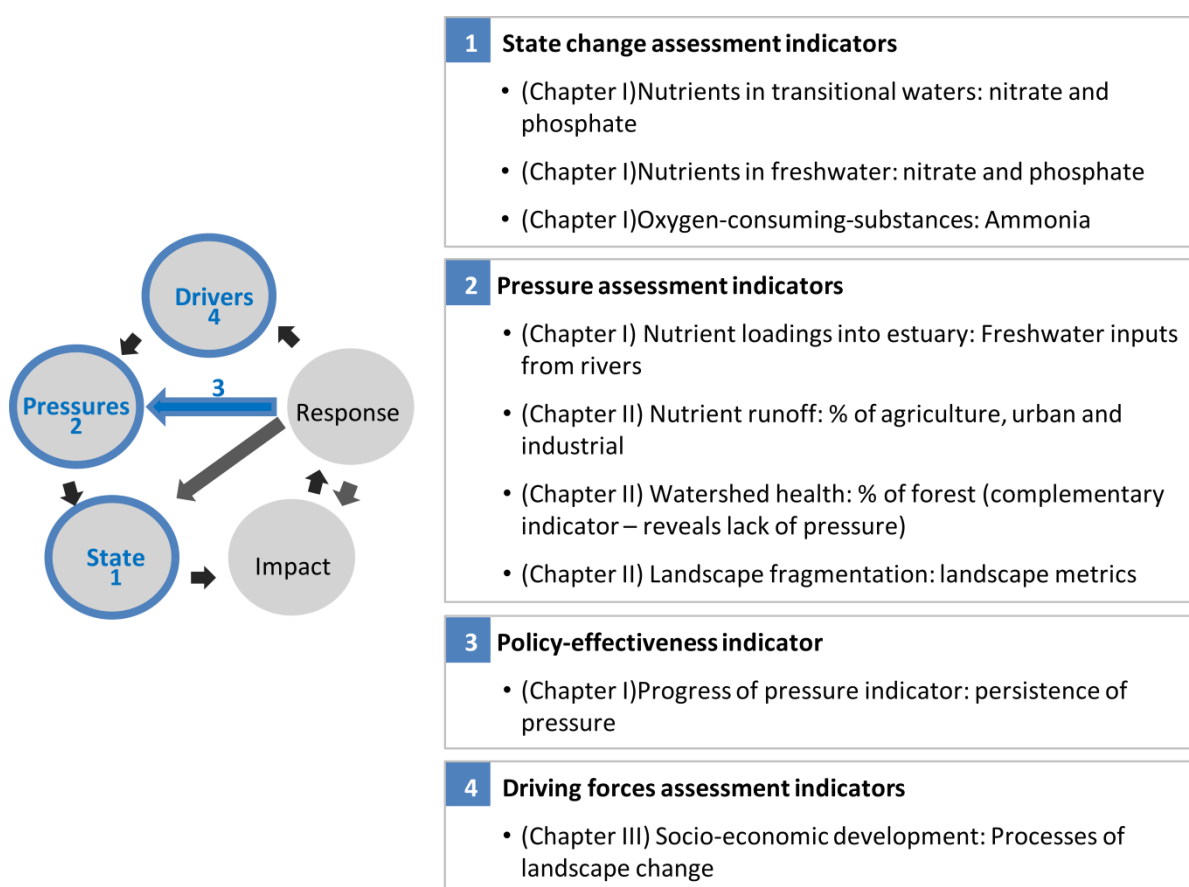 Drivers
4
3
Pressures
2
Response
State
1
Impact
1 State change assessment indicators
• (Chapter I)Nutrients in transitional waters: nitrate and
phosphate
• (Chapter I)Nutrients in freshwater: nitrate and phosphate
• (Chapter I)Oxygen-consuming-substances: Ammonia
2 Pressure assessment indicators
• (Chapter I) Nutrient loadings into estuary: Freshwater inputs
from rivers
• (Chapter II) Nutrient runoff: % of agriculture, urban and
industrial
• (Chapter II) Watershed health: % of forest (complementary
indicator – reveals lack of pressure)
• (Chapter II) Landscape fragmentation: landscape metrics
3 Policy-effectiveness indicator
• (Chapter I)Progress of pressure indicator: persistence of
pressure
4 Driving forces assessment indicators
• (Chapter III) Socio-economic development: Processes of
landscape change